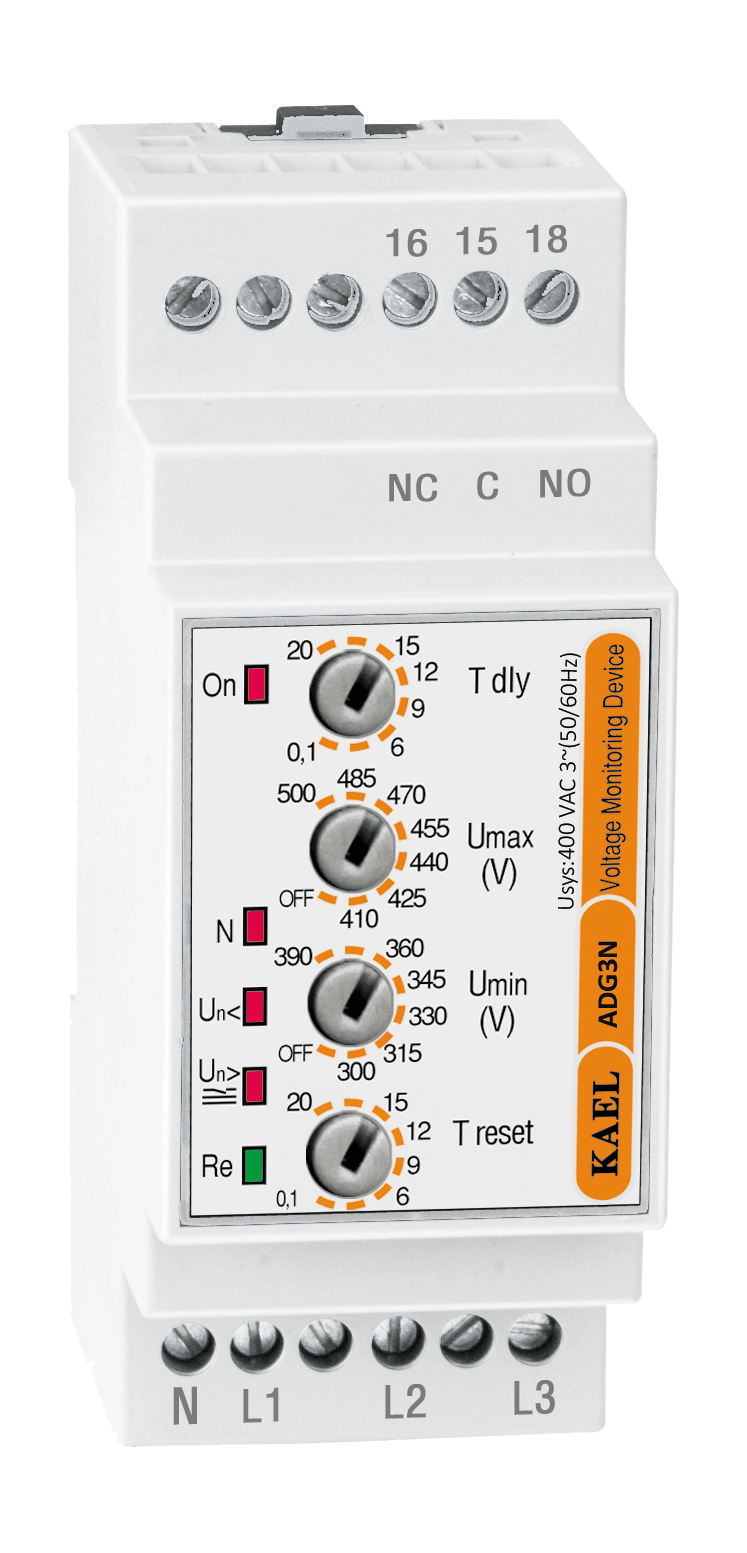 16 15 18
NC C NO
On
20 15 12 9 6 0,1
T dly
500 485 470 455 440 425 410 OFF
Umax
(V)
N
390 360 345 330 315 300 OFF
Umin
(V)
Un<
Un>
20 15 12 9 6 0,1
T reset
Re
Usys:400 VAC 3~(50/60Hz)
Voltage Monitoring Device
ADG3N
KAEL
N L1 L2 L3